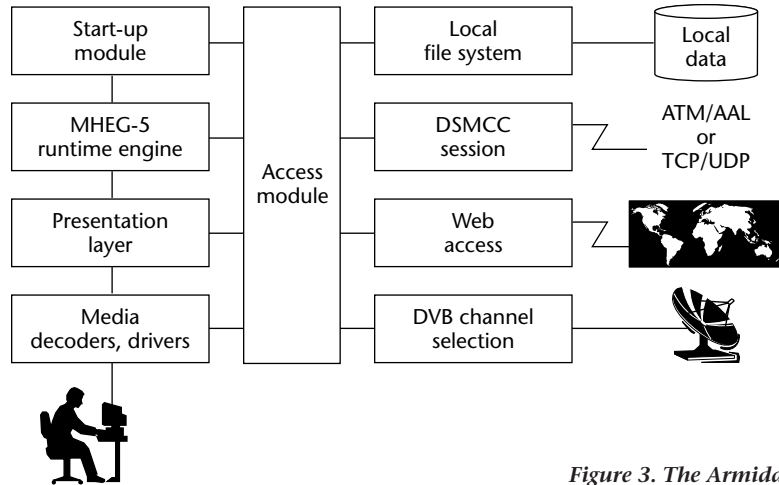 Start-up
module
Local
file system
Local
data
MHEG-5
runtime engine
DSMCC
session
ATM/AAL
or
TCP/UDP
Access
module
Presentation
layer
Web
access
Media
decoders, drivers
DVB channel
selection
Figure 3. The Armida